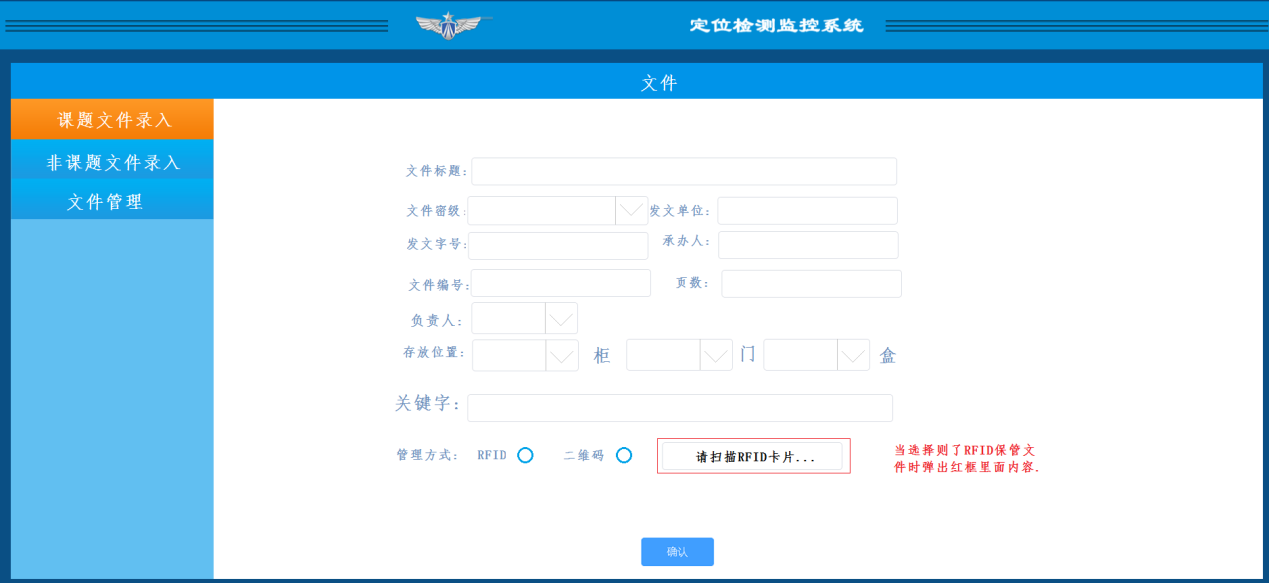 定位检测监控系统
文件
课题文件录入
非课题文件录入
文件管理
文件标题:
文件密级: 发文单位:
发文字号: 承办人:
文件编号: 页数:
负责人:
存放位置: 柜 门 盒
关键字:
管理方式: RFID 二维码 请扫描RFID卡片...
当选择则了RFID保管文
件时弹出红框里面内容.
确认